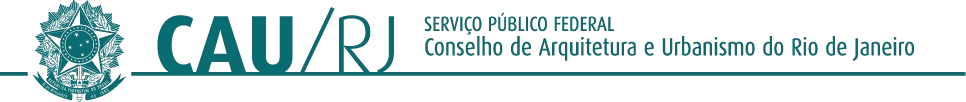 CAU/RJ
SERVIÇO PÚBLICO FEDERAL
Conselho de Arquitetura e Urbanismo do Rio de Janeiro